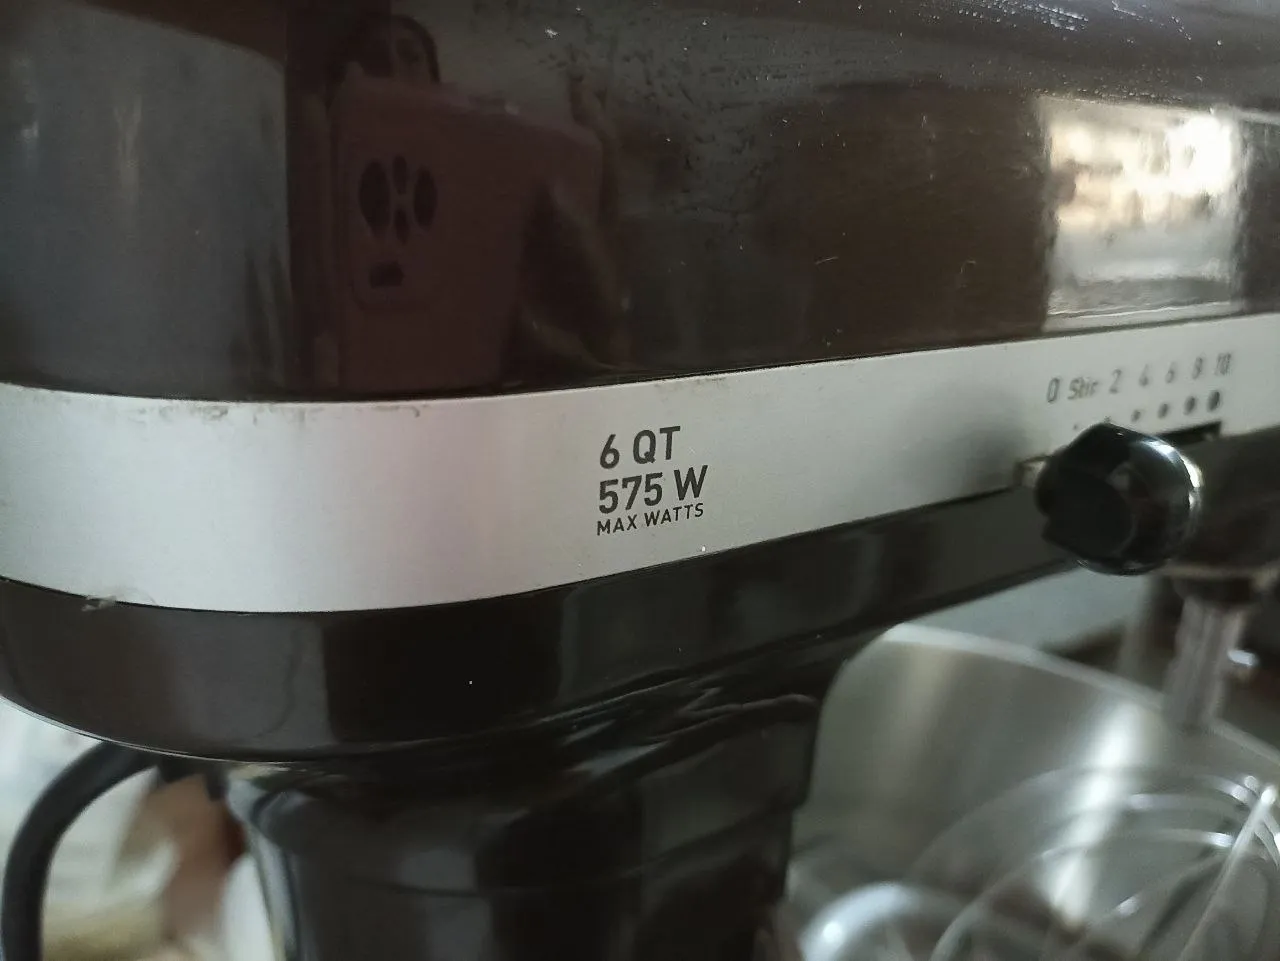 6 QT
575 W
MAX WATTS
0 Stir 2 4 6 8 10